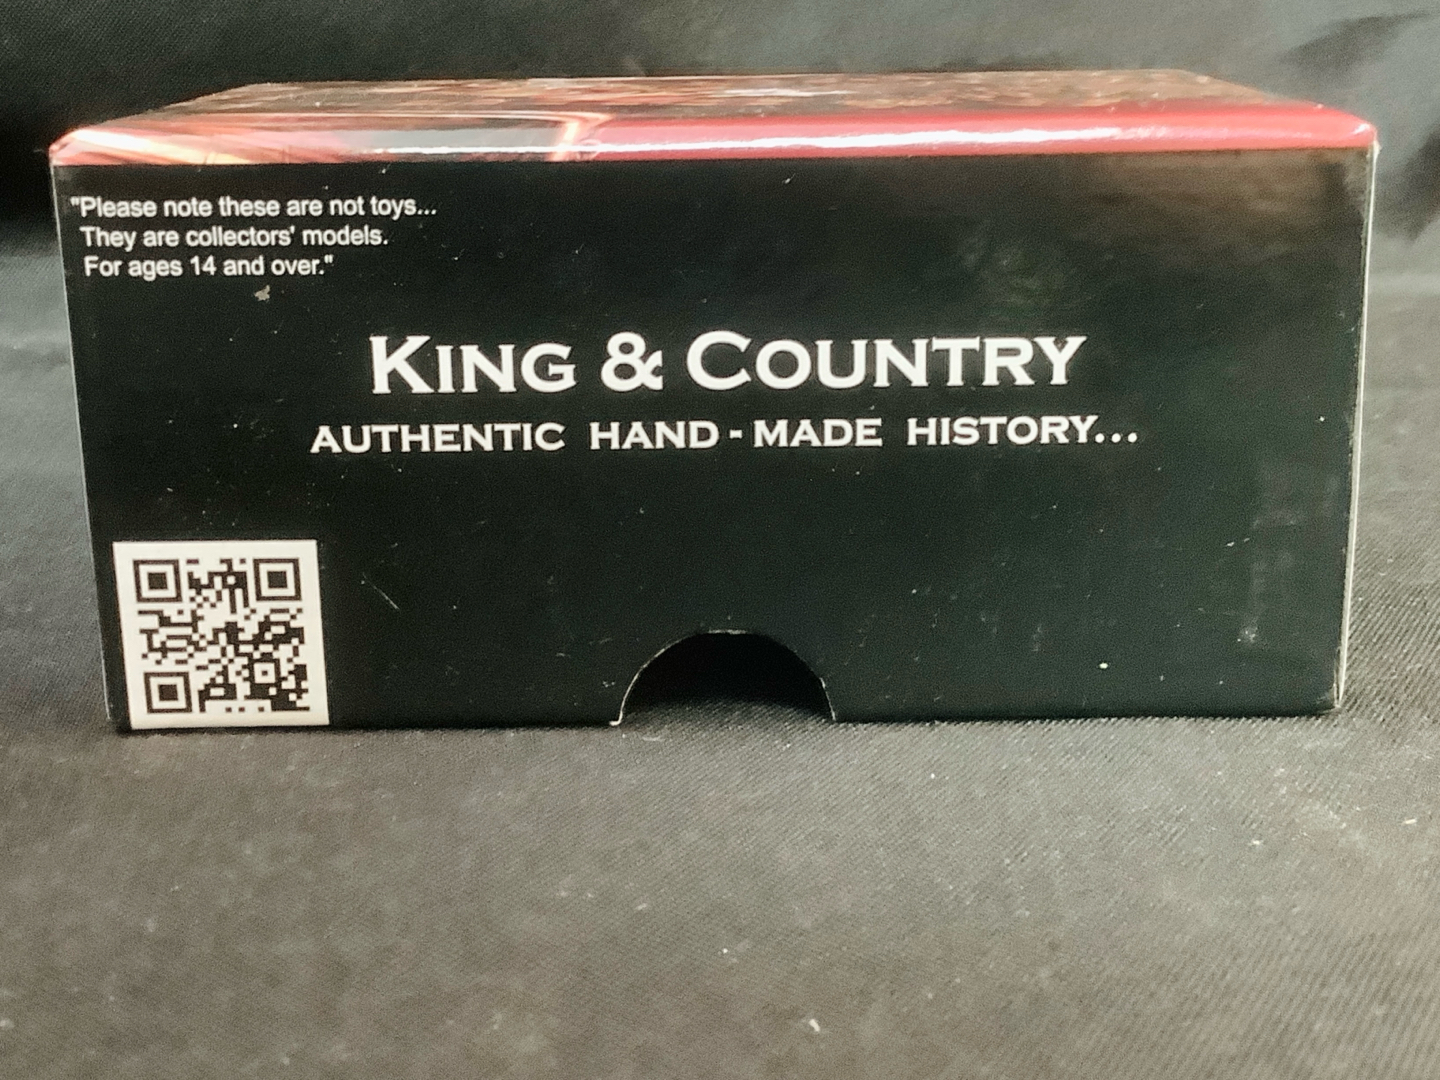 "Please note these are not toys...
They are collectors' models.
For ages 14 and over."
KING & COUNTRY
AUTHENTIC HAND-MADE HISTORY...